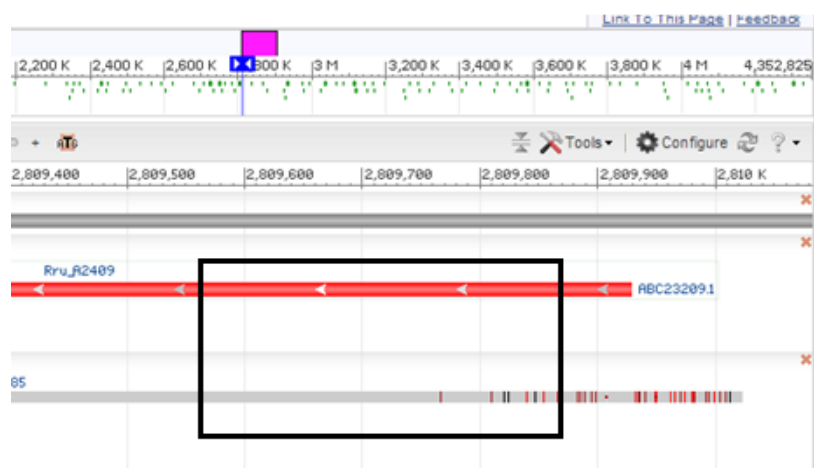 Link To This Page | Feedback
2,200 K 2,400 K 2,600 K 800 K 3 M 3,200 K 3,400 K 3,600 K 3,800 K 4 M 4,352,825
+ ATG Tools Configure ?
2,809,400 2,809,500 2,809,600 2,809,700 2,809,800 2,809,900 2,810 K
Rru_A2409
ABC23209.1
85